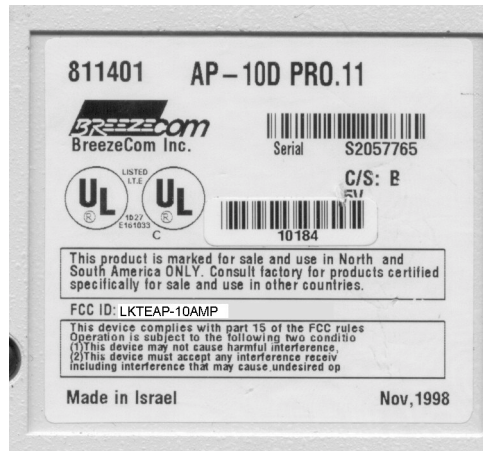 811401 AP-10D PRO.11
BREEZECOM
BreezeCom Inc.
Serial S2057765
C/S: B
5V
LISTED
I.T.E
UL UL
1027
E161033
C
10184
This product is marked for sale and use in North and
South America ONLY. Consult factory for products certified
specifically for sale and use in other countries.
FCC ID: LKTEAP-10AMP
This device complies with part 15 of the FCC rules
Operation is subject to the following two conditio
(1)This device may not cause harmful interference,
(2)This device must accept any interference receiv
including interference that may cause undesired op
Made in Israel Nov,1998